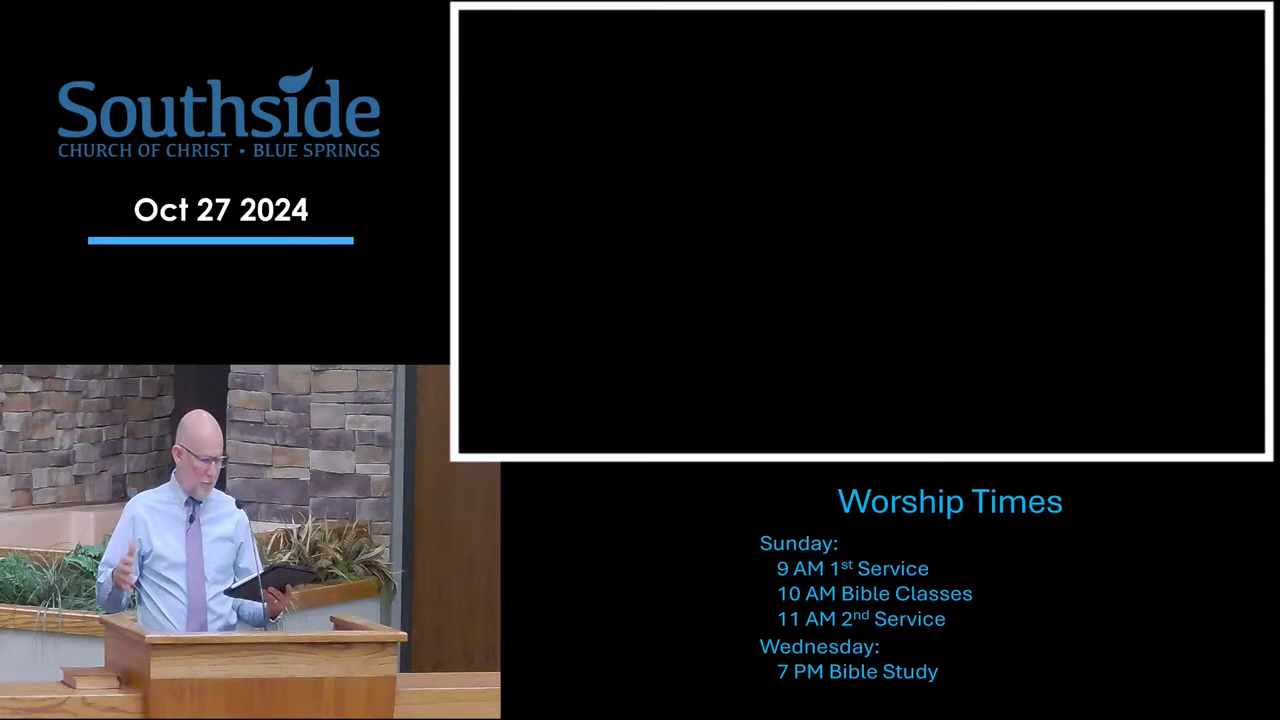 Southside
CHURCH OF CHRIST • BLUE SPRINGS
Oct 27 2024
Worship Times
Sunday:
9 AM 1st Service
10 AM Bible Classes
11 AM 2nd Service
Wednesday:
7 PM Bible Study